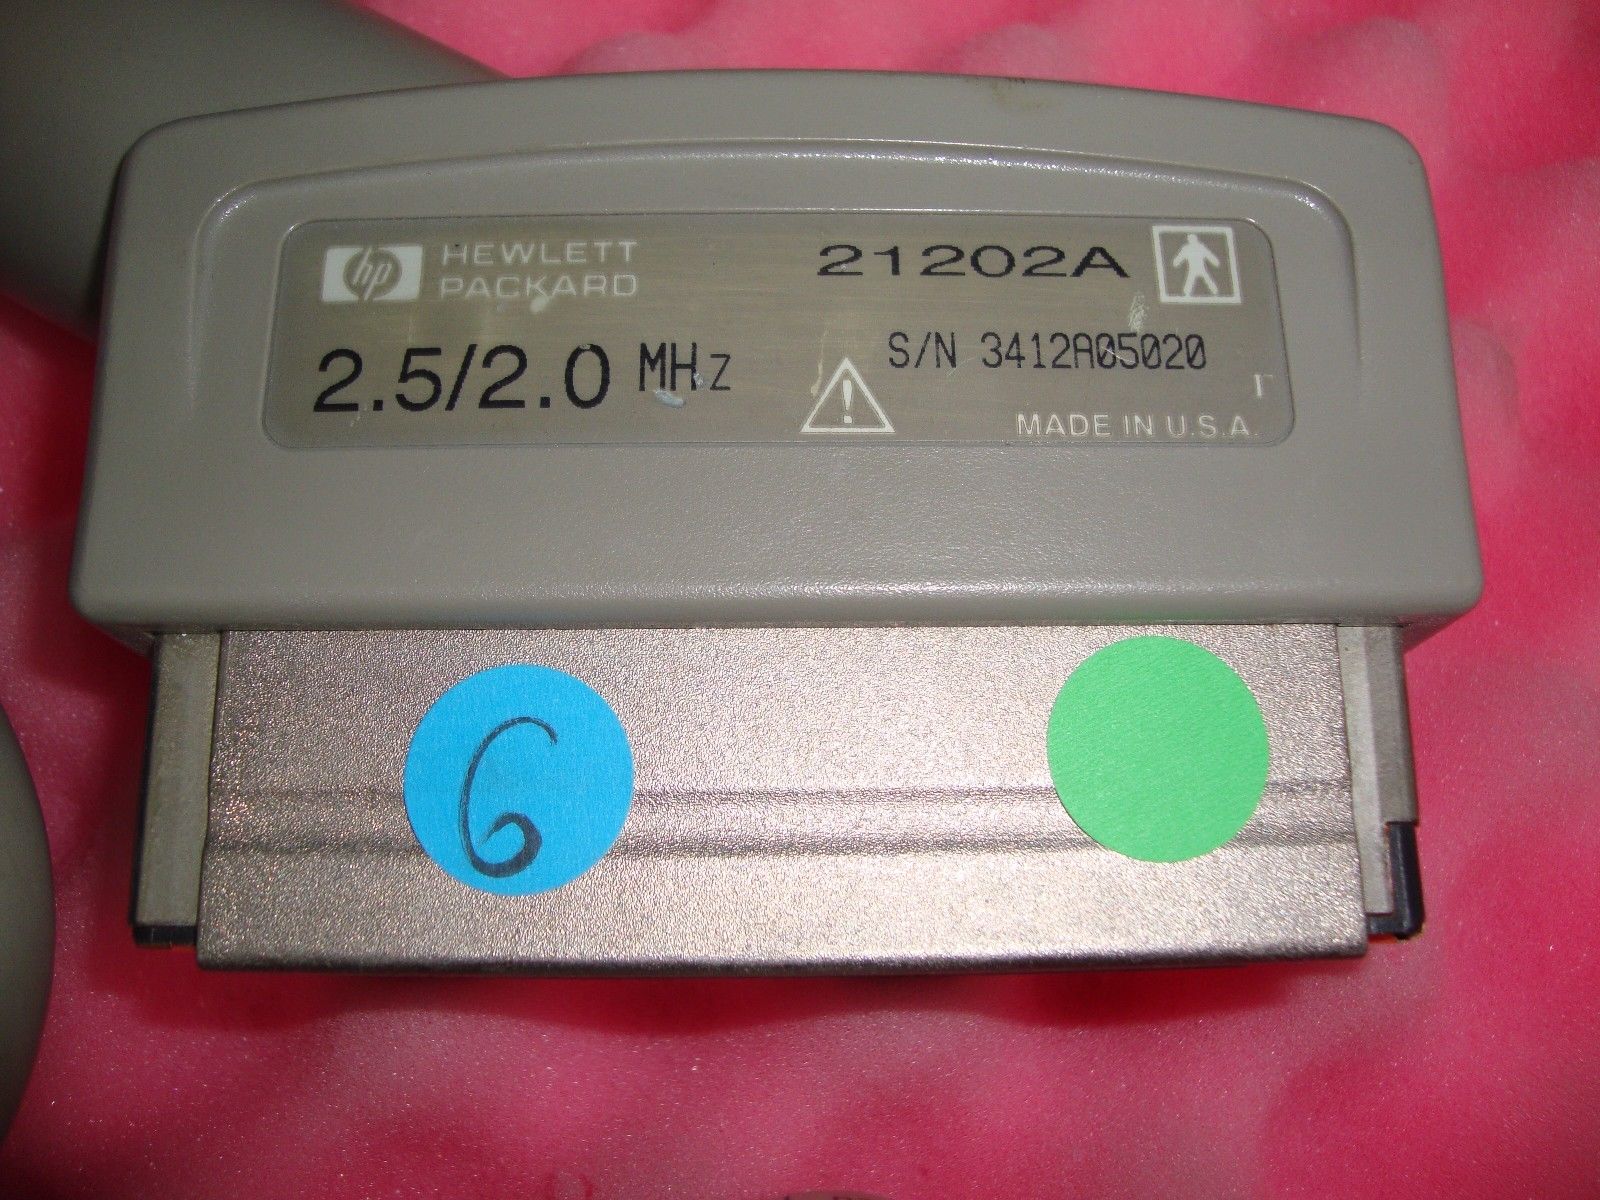 hp HEWLETT
PACKARD
21202A
2.5/2.0 MHz
S/N 3412A05020
!
MADE IN U.S.A.
6